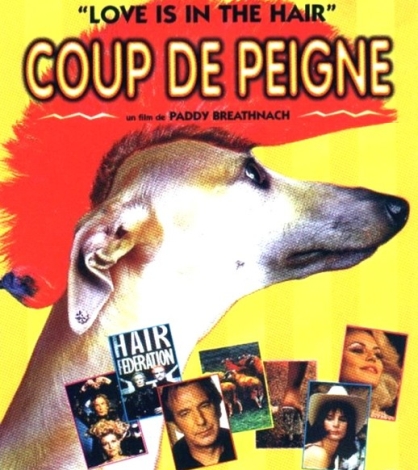 “LOVE IS IN THE HAIR”
COUP DE PEIGNE
un film de PADDY BREATHNACH
HAIR
FEDERATION